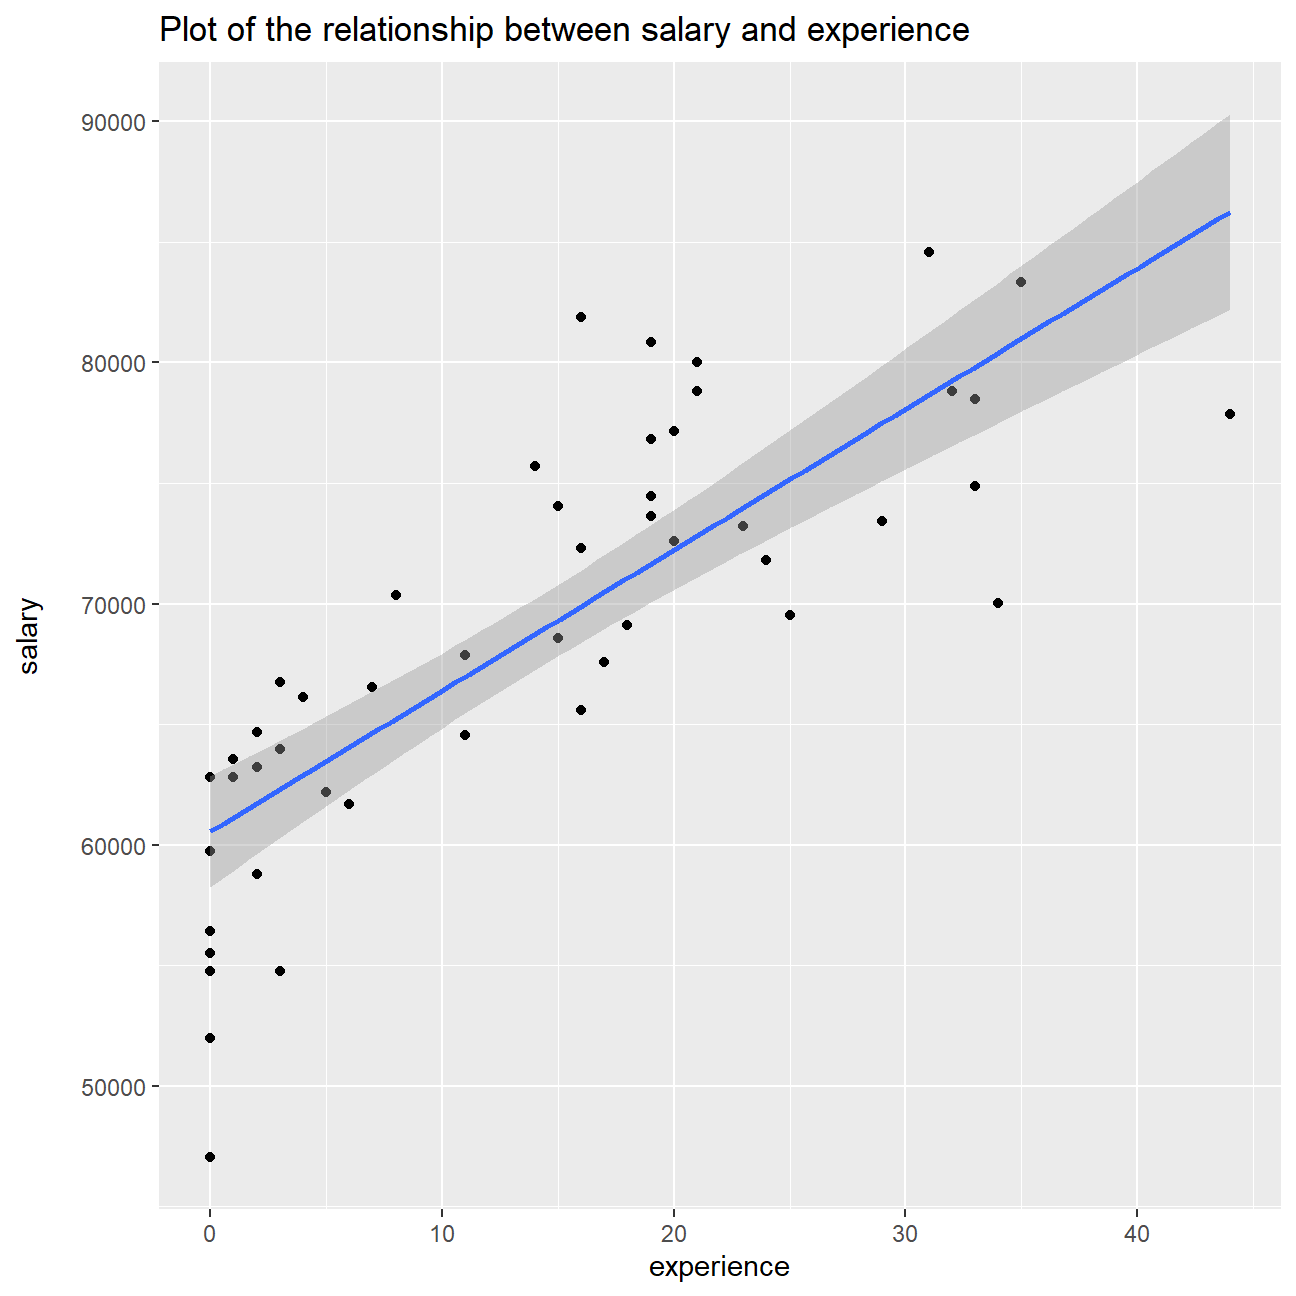 Plot of the relationship between salary and experience
90000
80000
70000
60000
50000
salary
0 10 20 30 40
experience